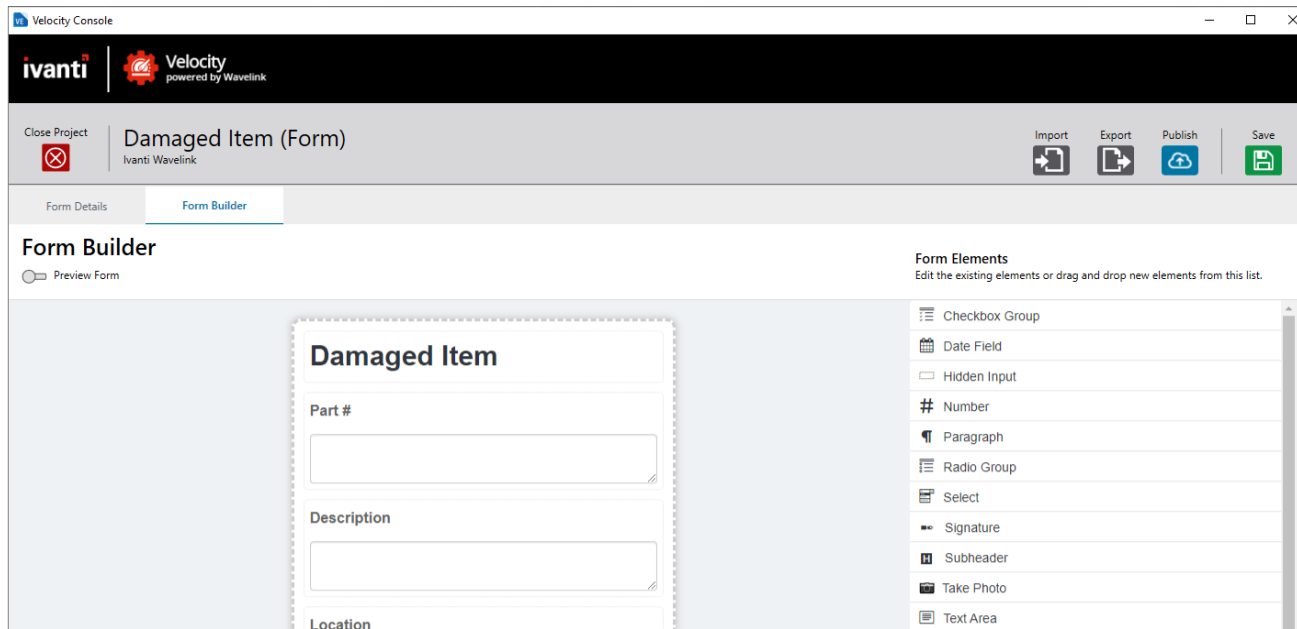 VE Velocity Console
ivanti
Velocity
powered by Wavelink
Close Project
Damaged Item (Form)
Ivanti Wavelink
Import
Export
Publish
Save
Form Details
Form Builder
Form Builder
Preview Form
Form Elements
Edit the existing elements or drag and drop new elements from this list.
Damaged Item
Part #
Description
Location
Checkbox Group
Date Field
Hidden Input
# Number
¶ Paragraph
Radio Group
Select
Signature
H Subheader
Take Photo
Text Area